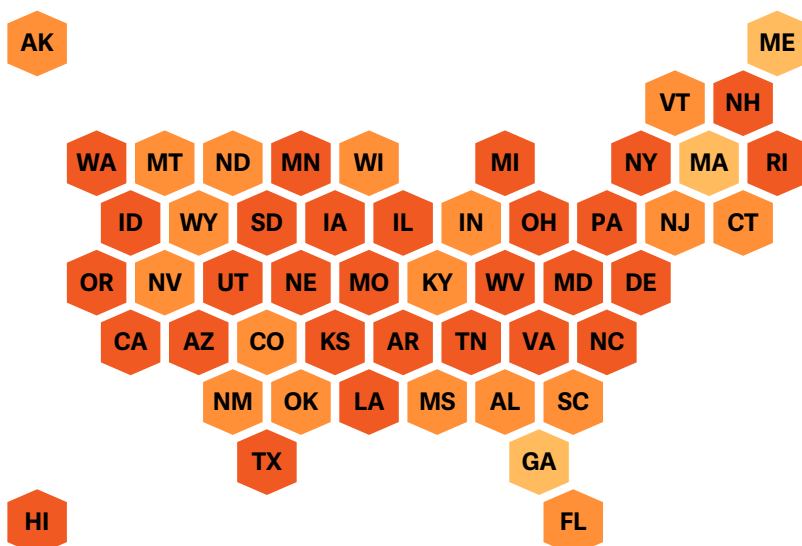 AK ME
VT NH
WA MT ND MN WI MI NY MA RI
ID WY SD IA IL IN OH PA NJ CT
OR NV UT NE MO KY WV MD DE
CA AZ CO KS AR TN VA NC
NM OK LA MS AL SC
TX GA
HI FL